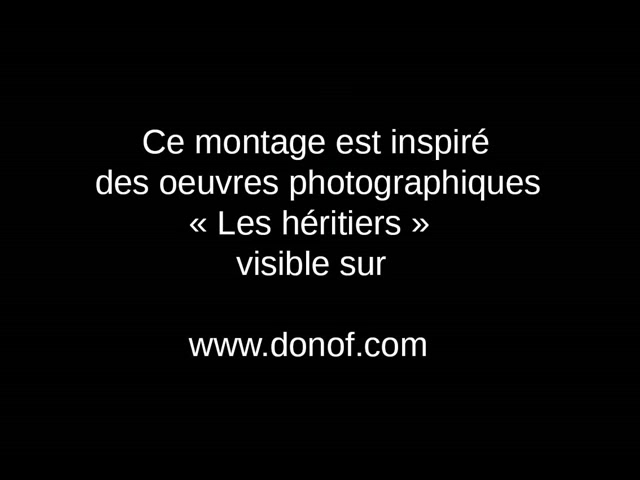 Ce montage est inspiré
des oeuvres photographiques
« Les héritiers »
visible sur
www.donof.com